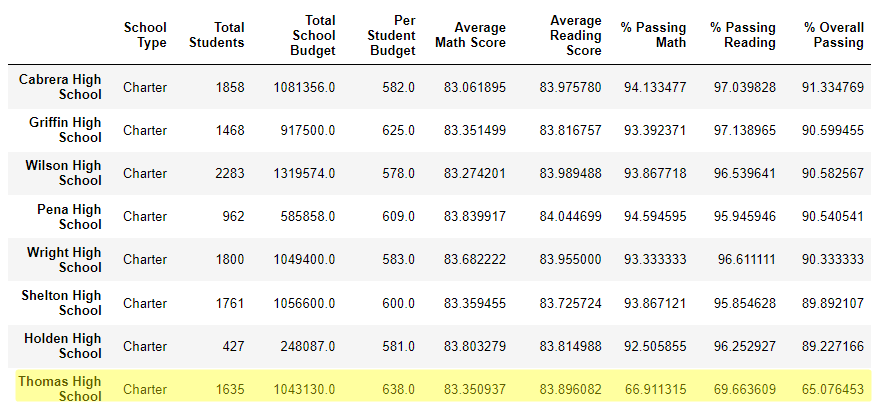 School Type Total Students Total School Budget Per Student Budget Average Math Score Average Reading Score % Passing Math % Passing Reading % Overall Passing
Cabrera High School Charter 1858 1081356.0 582.0 83.061895 83.975780 94.133477 97.039828 91.334769
Griffin High School Charter 1468 917500.0 625.0 83.351499 83.816757 93.392371 97.138965 90.599455
Wilson High School Charter 2283 1319574.0 578.0 83.274201 83.989488 93.867718 96.539641 90.582567
Pena High School Charter 962 585858.0 609.0 83.839917 84.044699 94.594595 95.945946 90.540541
Wright High School Charter 1800 1049400.0 583.0 83.682222 83.955000 93.333333 96.611111 90.333333
Shelton High School Charter 1761 1056600.0 600.0 83.359455 83.725724 93.867121 95.854628 89.892107
Holden High School Charter 427 248087.0 581.0 83.803279 83.814988 92.505855 96.252927 89.227166
Thomas High School Charter 1635 1043130.0 638.0 83.350937 83.896082 66.911315 69.663609 65.076453